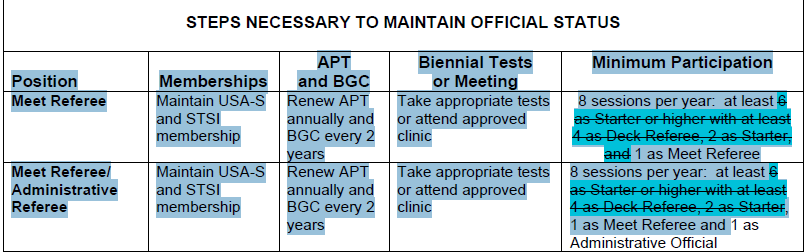 STEPS NECESSARY TO MAINTAIN OFFICIAL STATUS
Position
Memberships
APT
and BGC
Biennial Tests
or Meeting
Minimum Participation
Meet Referee
Maintain USA-S
and STSI
membership
Renew APT
annually and
BGC every 2
years
Take appropriate tests
or attend approved
clinic
8 sessions per year:  at least 6
as Starter or higher with at least
4 as Deck Referee, 2 as Starter,
and 1 as Meet Referee
Meet Referee/
Administrative
Referee
Maintain USA-S
and STSI
membership
Renew APT
annually and
BGC every 2
years
Take appropriate tests
or attend approved
clinic
8 sessions per year:  at least 6
as Starter or higher with at least
4 as Deck Referee, 2 as Starter,
1 as Meet Referee and 1 as
Administrative Official